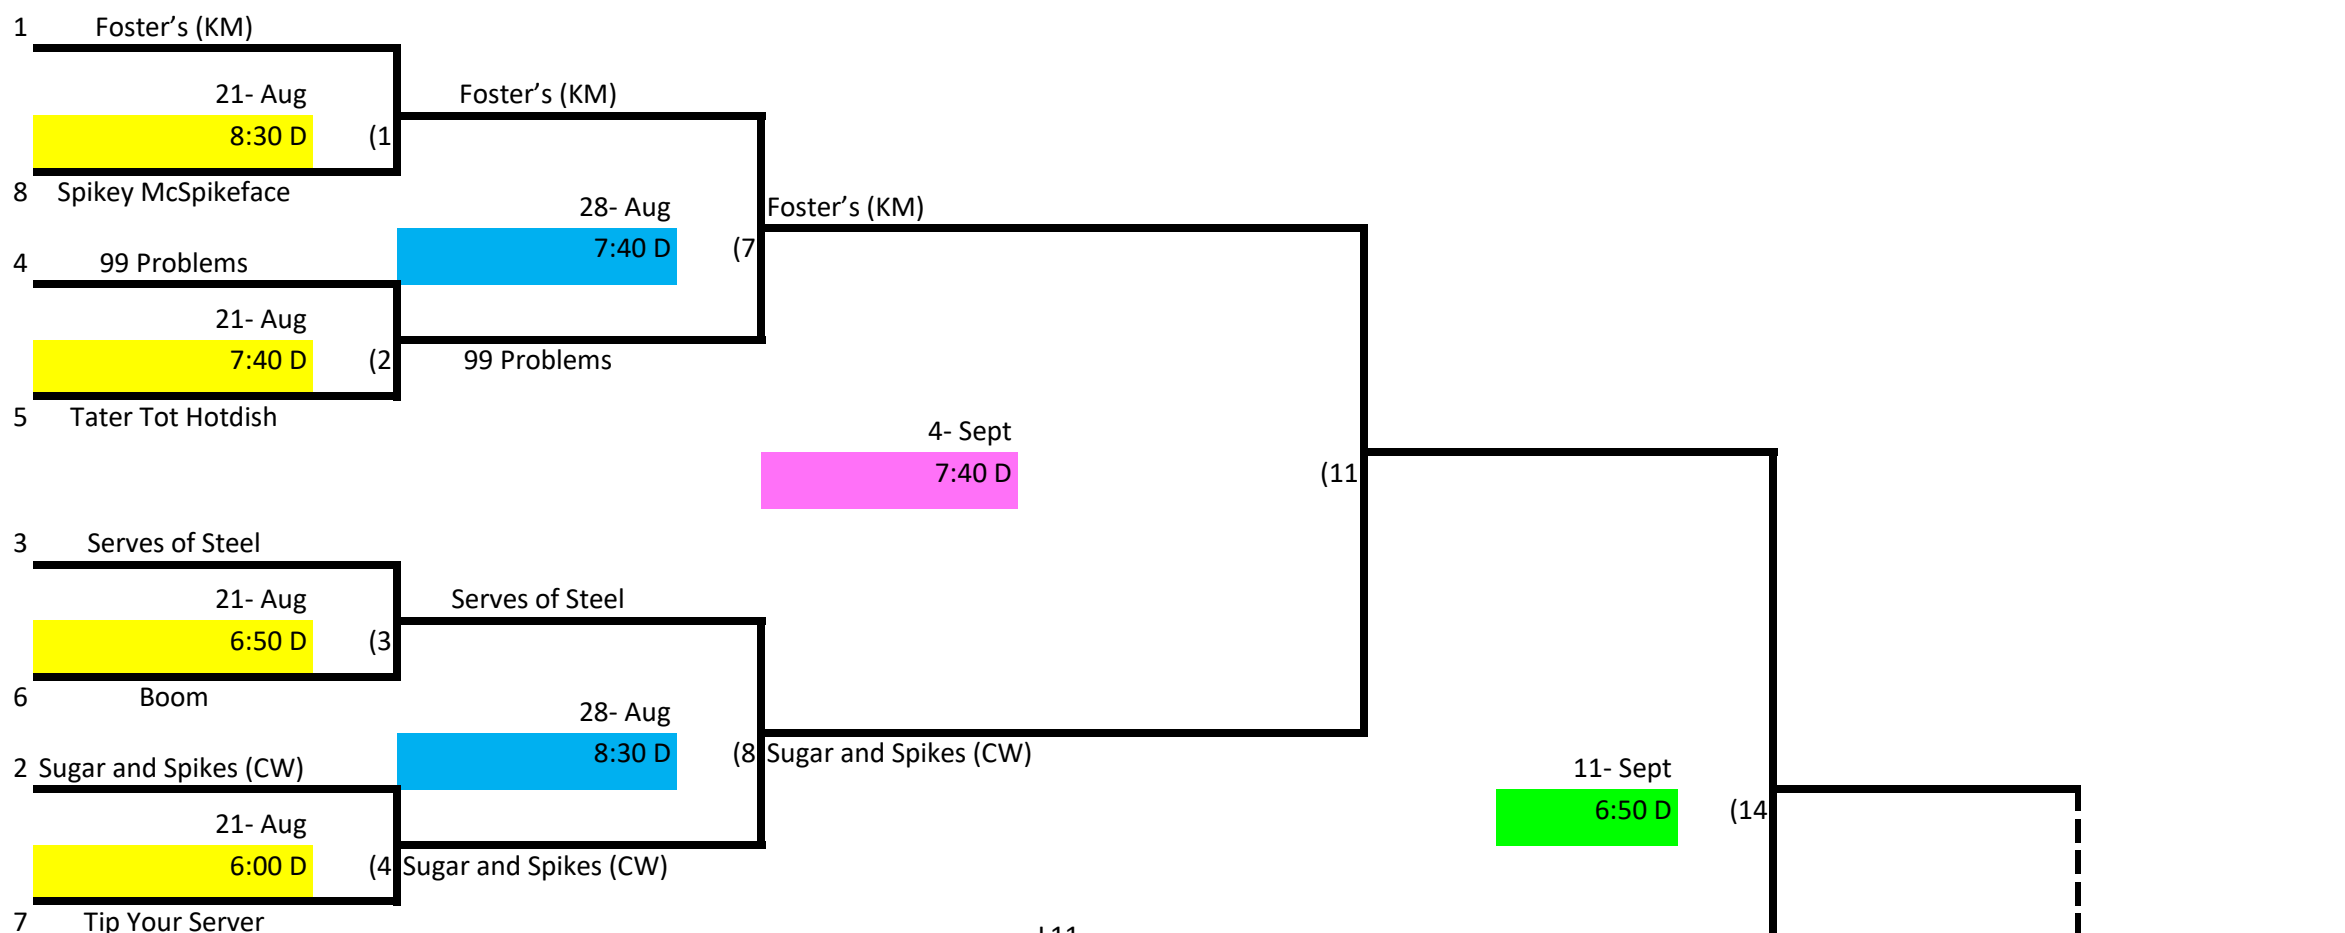 1 Foster’s (KM)
21- Aug
Foster’s (KM)
8:30 D (1
8 Spikey McSpikeface
28- Aug
Foster’s (KM)
7:40 D (7
4 99 Problems
21- Aug
7:40 D (2
99 Problems
5 Tater Tot Hotdish
4- Sept
7:40 D (11
3 Serves of Steel
21- Aug
Serves of Steel
6:50 D (3
6 Boom
28- Aug
8:30 D (8 Sugar and Spikes (CW)
2 Sugar and Spikes (CW)
11- Sept
6:50 D (14
21- Aug
6:00 D (4 Sugar and Spikes (CW)
7 Tip Your Server